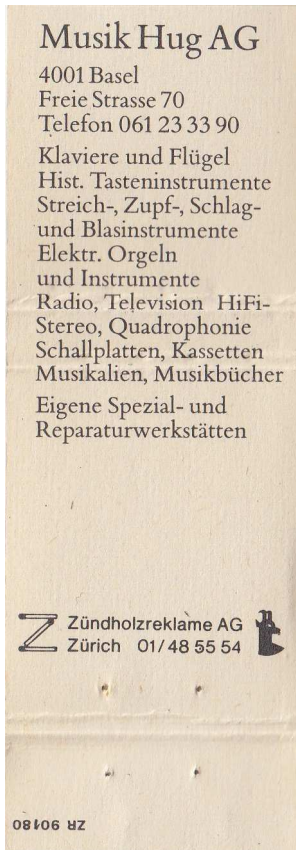 Musik Hug AG
4001 Basel
Freie Strasse 70
Telefon 061 23 33 90
Klaviere und Flügel
Hist. Tasteninstrumente
Streich-, Zupf-, Schlag-
und Blasinstrumente
Elektr. Orgeln
und Instrumente
Radio, Television HiFi-
Stereo, Quadrophonie
Schallplatten, Kassetten
Musikalien, Musikbücher
Eigene Spezial- und
Reparaturwerkstätten
Zündholzreklame AG
Zürich 01/48 55 54
ZR 90180